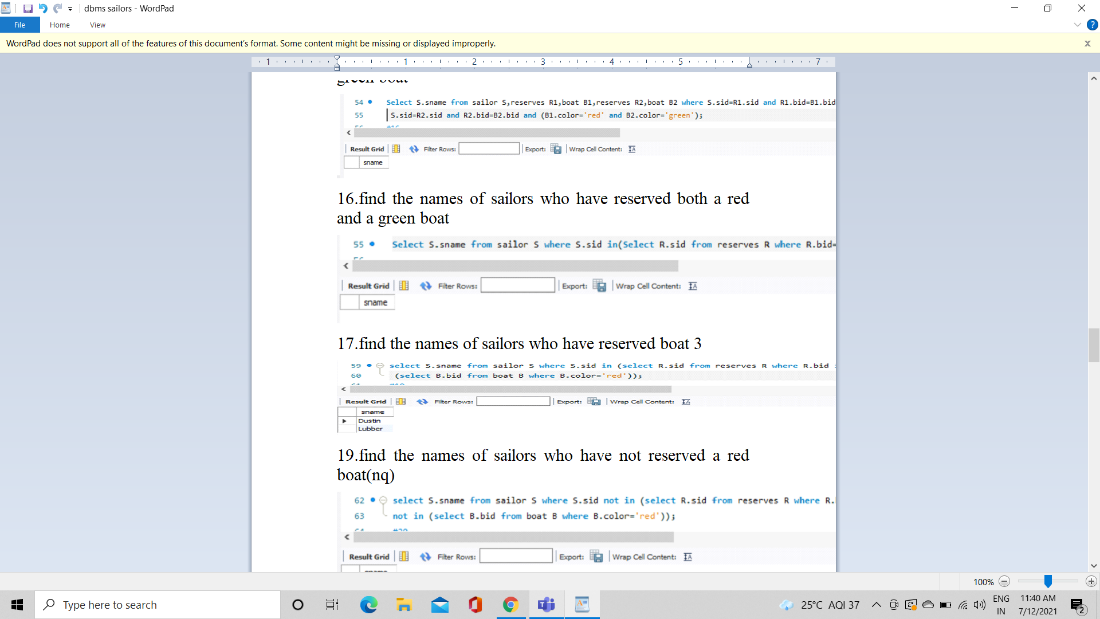 dbms sailors - WordPad
File Home View
WordPad does not support all of the features of this document's format. Some content might be missing or displayed improperly.
1 1 2 3 4 5 7
green boat
54 Select S.sname from sailor S,reserves R1,boat B1,reserves R2,boat B2 where S.sid=R1.sid and R1.bid=B1.bid
55 S.sid=R2.sid and R2.bid=B2.bid and (B1.color='red' and B2.color='green');
Result Grid Filter Rows: Export: Wrap Cell Content:
sname
16.find the names of sailors who have reserved both a red
and a green boat
55 Select S.sname from sailor S where S.sid in(Select R.sid from reserves R where R.bid=
Result Grid Filter Rows: Export: Wrap Cell Content:
sname
17.find the names of sailors who have reserved boat 3
59 select S.sname from sailor S where S.sid in (select R.sid from reserves R where R.bid
60 (select B.bid from boat B where B.color='red'));
Result Grid Filter Rows: Export: Wrap Cell Content:
sname
Dustin
Lubber
19.find the names of sailors who have not reserved a red
boat(nq)
62 select S.sname from sailor S where S.sid not in (select R.sid from reserves R where R.
63 not in (select B.bid from boat B where B.color='red'));
Result Grid Filter Rows: Export: Wrap Cell Content:
100%
Type here to search
25°C AQI 37
ENG
IN
11:40 AM
7/12/2021
2